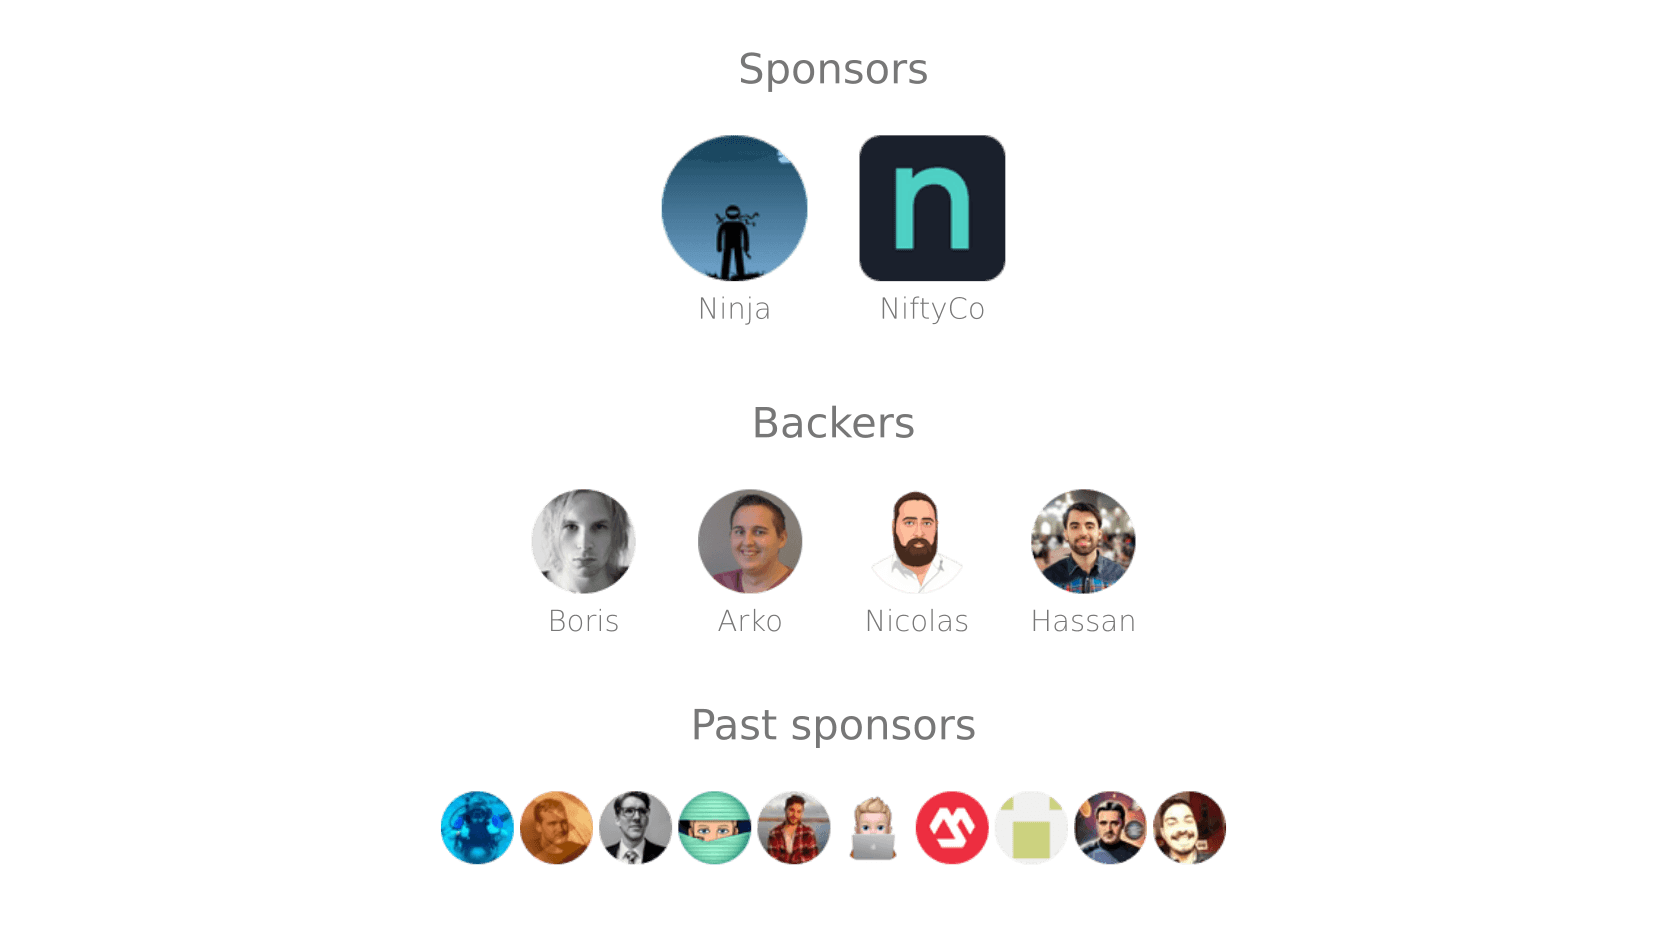 Sponsors
n
Ninja NiftyCo
Backers
Boris Arko Nicolas Hassan
Past sponsors